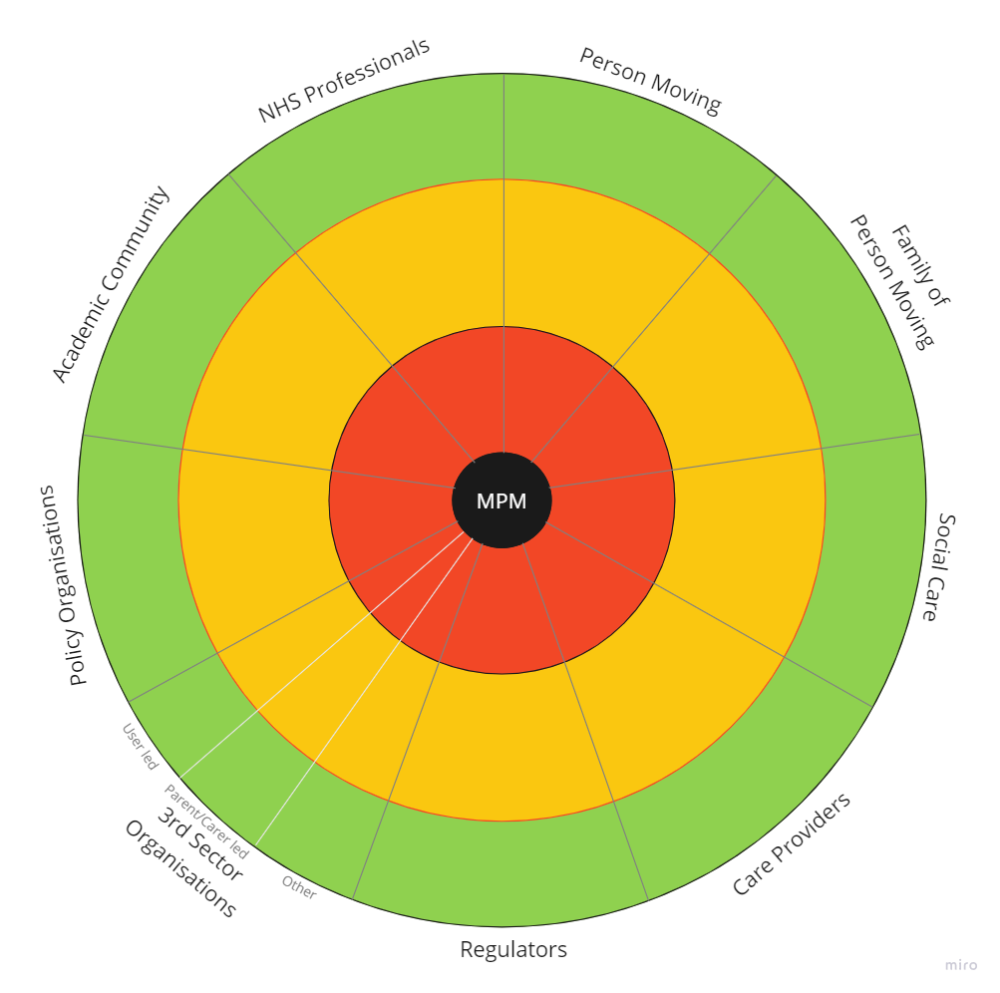 NHS Professionals
Person Moving
Academic Community
Family of
Person Moving
MPM
Policy Organisations
Social Care
User led
Parent/Carer led
3rd Sector
Organisations
Other
Care Providers
Regulators
miro